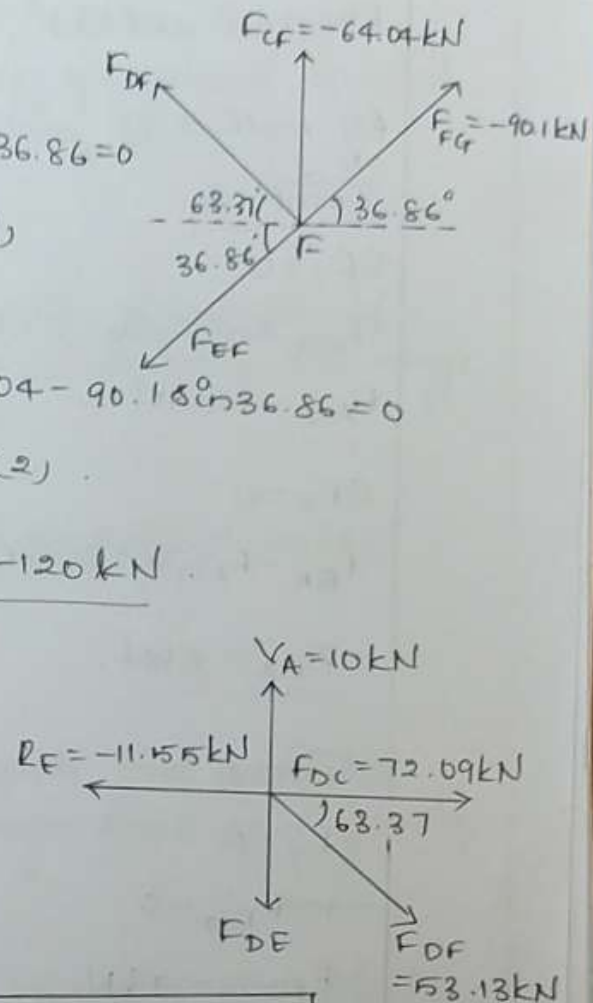 F_CF = -64.04 kN
F_DF
F_FG = -90.1 kN
36.86 = 0
63.37
36.86°
)
36.86
F
F_EF
04 - 90.1 Sin 36.86° = 0
2) .
-120 kN .
V_A = 10 kN
R_E = -11.155 kN
F_DC = 72.09 kN
63.37
F_DE
F_DF
= 53.13 kN